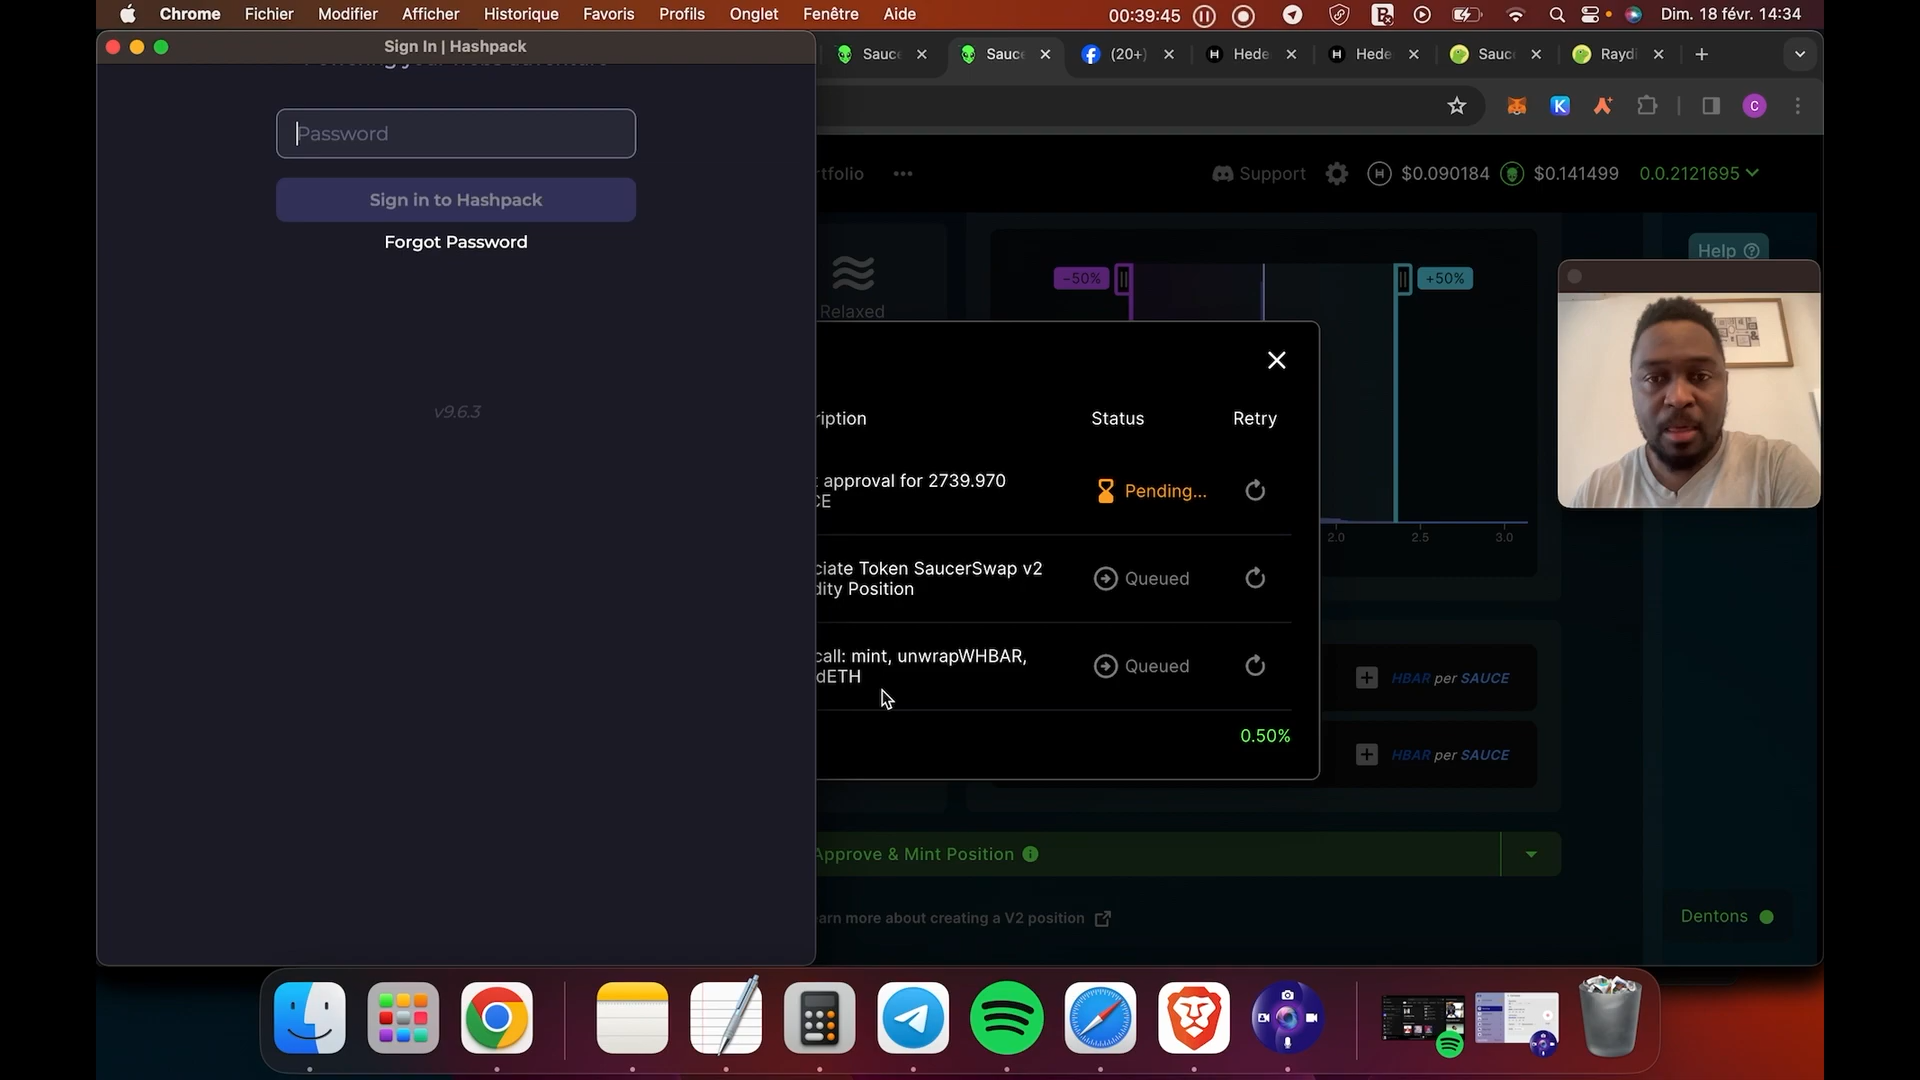 Chrome Fichier Modifier Afficher Historique Favoris Profils Onglet Fenêtre Aide 00:39:45 Dim. 18 févr. 14:34
Sign In | Hashpack
Sauce
Sauce
(20+)
Hede
Hede
Sauc
Raydi
Password
Sign in to Hashpack
Forgot Password
v9.6.3
rtfolio
Support
$0.090184
$0.141499
0.0.2121695
Help
Relaxed
-50%
+50%
2.0 2.5 3.0
ription Status Retry
approval for 2739.970
CE
Pending...
ciate Token SaucerSwap v2
dity Position
Queued
call: mint, unwrapWHBAR,
dETH
Queued
0.50%
HBAR per SAUCE
HBAR per SAUCE
Approve & Mint Position
arn more about creating a V2 position
Dentons